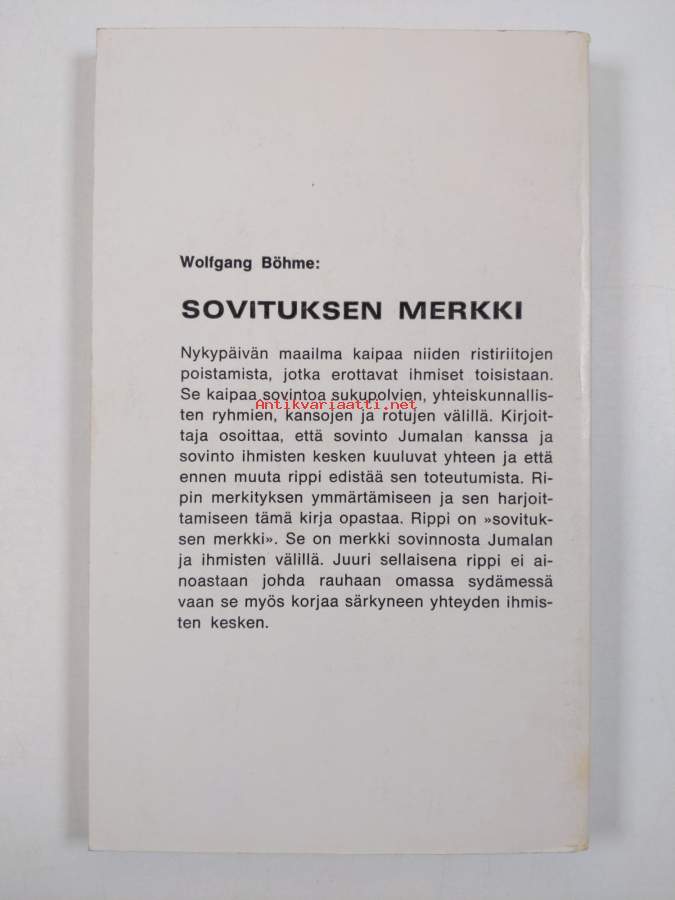 Wolfgang Böhme:
SOVITUKSEN MERKKI
Nykypäivän maailma kaipaa niiden ristiriitojen
poistamista, jotka erottavat ihmiset toisistaan.
Se kaipaa sovintoa sukupolvien, yhteiskunnallis-
ten ryhmien, kansojen ja rotujen välillä. Kirjoit-
Antikvariaatti.net
taja osoittaa, että sovinto Jumalan kanssa ja
sovinto ihmisten kesken kuuluvat yhteen ja että
ennen muuta rippi edistää sen toteutumista. Ri-
pin merkityksen ymmärtämiseen ja sen harjoit-
tamiseen tämä kirja opastaa. Rippi on »sovituk-
sen merkki». Se on merkki sovinnosta Jumalan
ja ihmisten välillä. Juuri sellaisena rippi ei ai-
noastaan johda rauhaan omassa sydämessä
vaan se myös korjaa särkyneen yhteyden ihmis-
ten kesken.